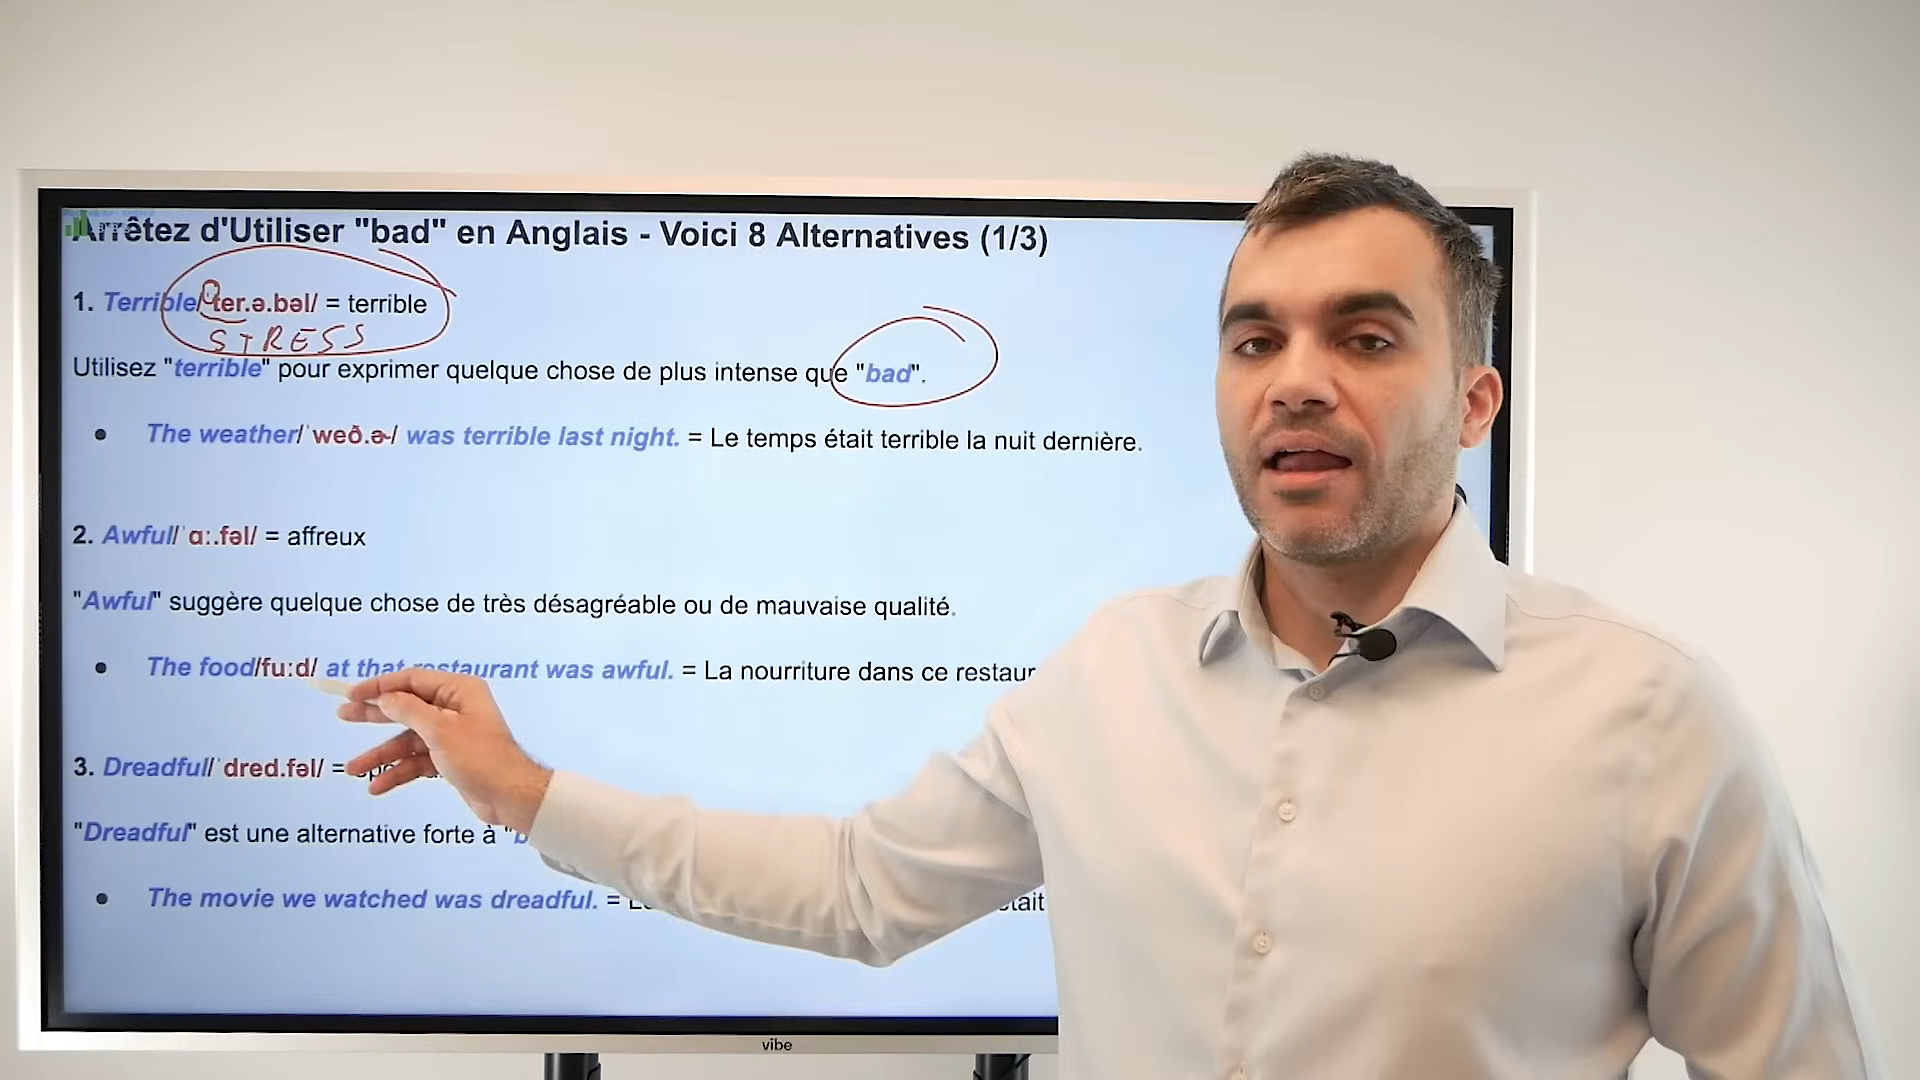 Arrêtez d'Utiliser "bad" en Anglais - Voici 8 Alternatives (1/3)
1. Terrible/ˈter.ə.bəl/ = terrible
STRESS
Utilisez "terrible" pour exprimer quelque chose de plus intense que "bad".
● The weather/ˈweð.ɚ/ was terrible last night. = Le temps était terrible la nuit dernière.
2. Awful/ˈɑː.fəl/ = affreux
"Awful" suggère quelque chose de très désagréable ou de mauvaise qualité.
● The food/fuːd/ at that restaurant was awful. = La nourriture dans ce restaur
3. Dreadful/ˈdred.fəl/ =
"Dreadful" est une alternative forte à "b
● The movie we watched was dreadful. = était
vibe